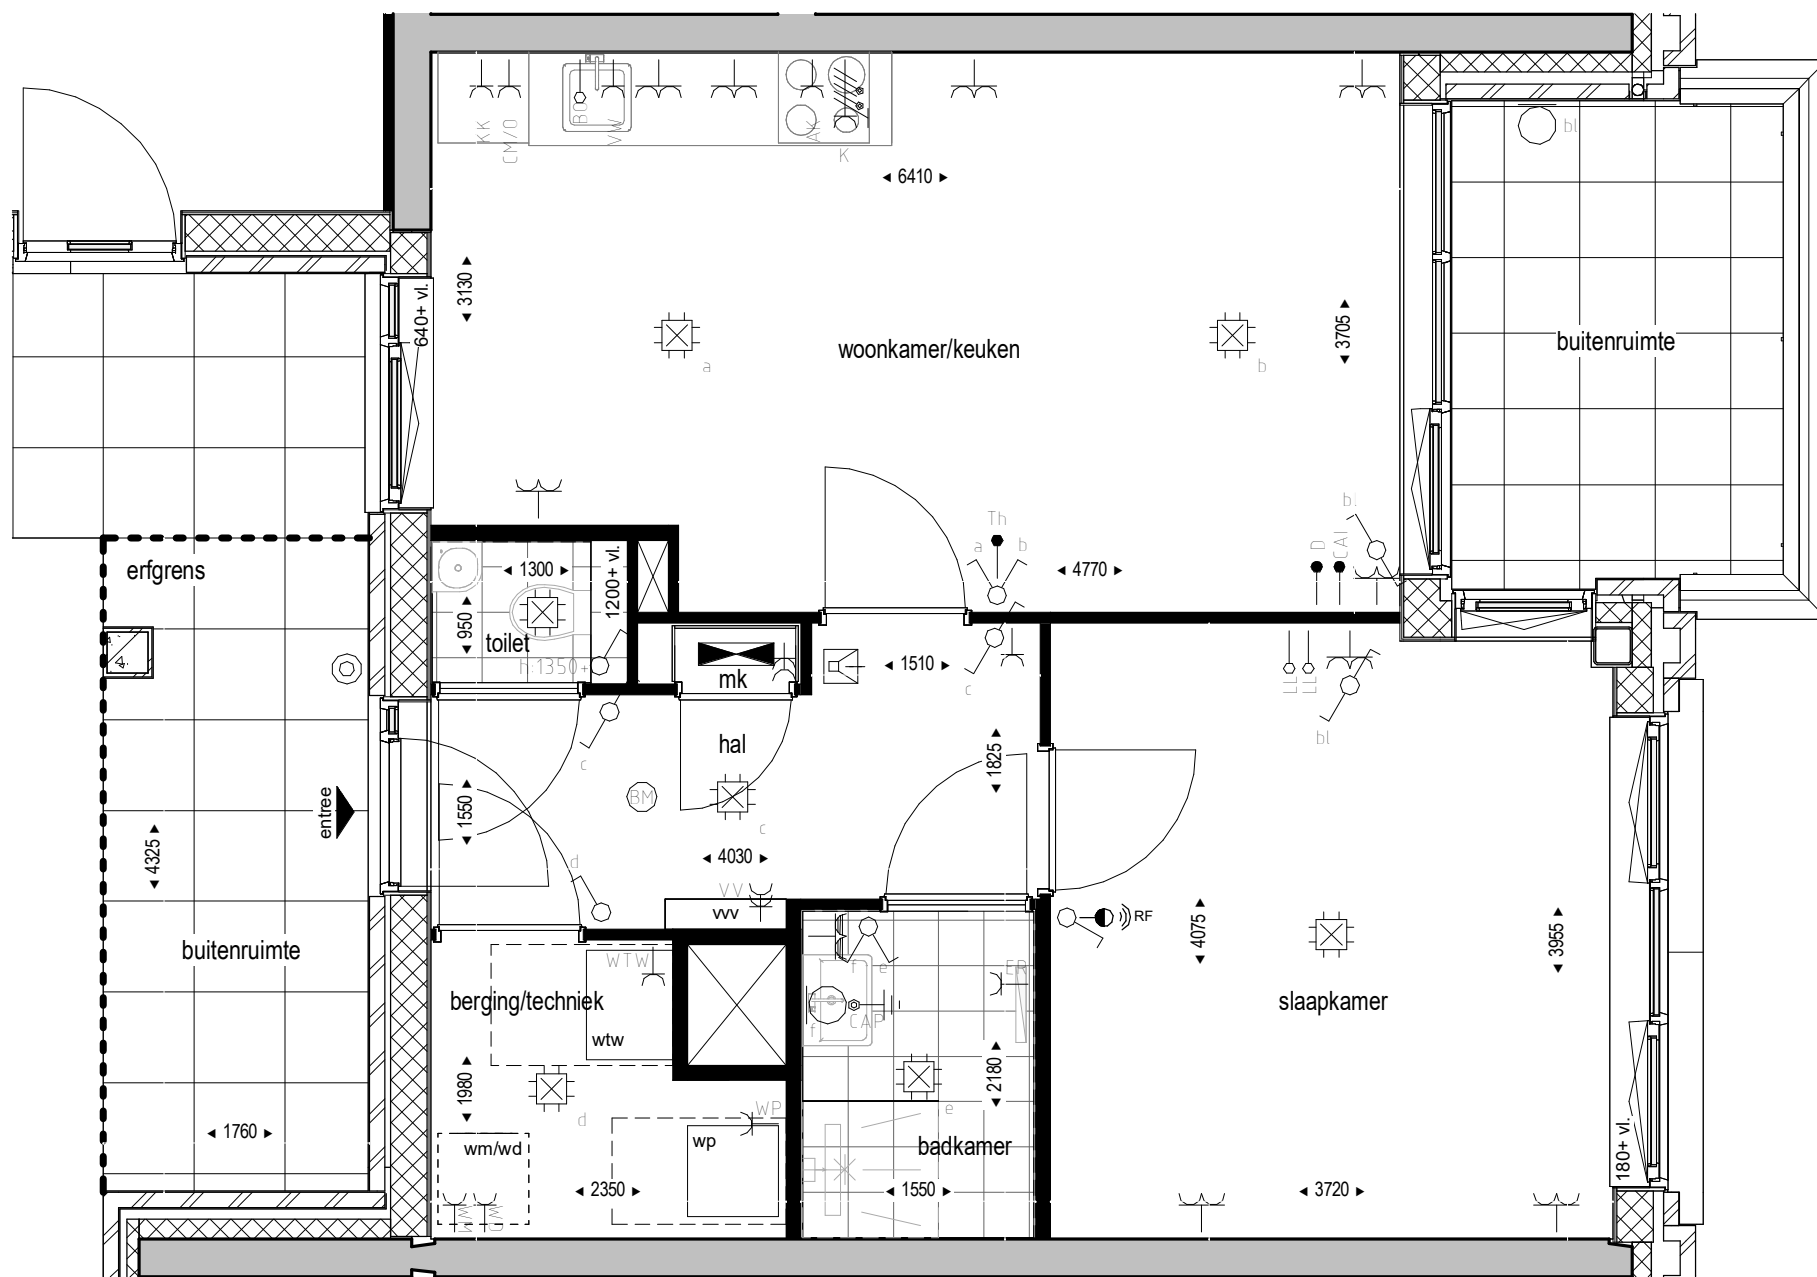 KK
CM/O
VW
AK
K
bl
6410
3130
640+ vl.
3705
a
woonkamer/keuken
b
buitenruimte
Th
a
b
bl
D
CAI
4770
erfgrens
1300
1200+ vl.
950
toilet
h:1350+
mk
1510
c
LL
LL
bl
hal
c
1825
BM
entree
1550
4325
c
d
4030
VV
vvv
RF
4075
3955
buitenruimte
WTW
f
e
ER
berging/techniek
slaapkamer
CAP
f
wtw
1980
d
2180
e
WP
wp
1760
wm/wd
badkamer
180+ vl.
2350
1550
3720